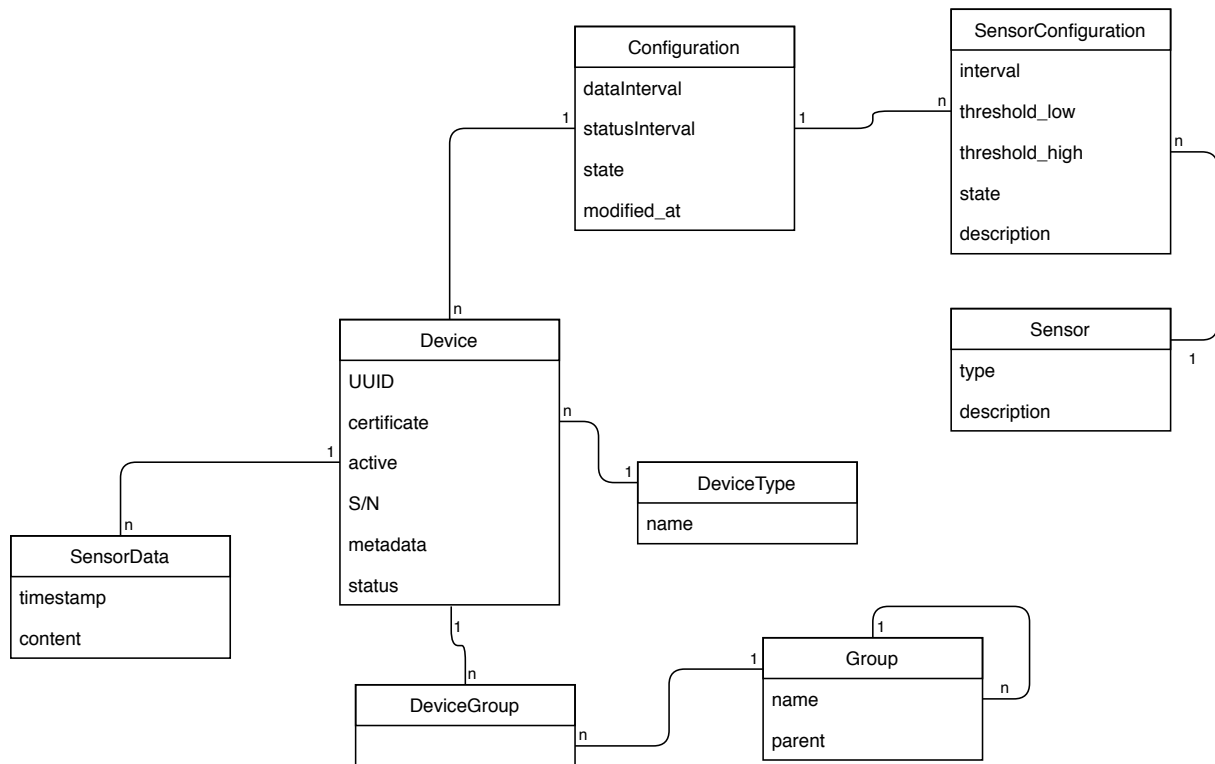 Configuration
dataInterval
statusInterval
state
modified_at
1
1
SensorConfiguration
interval
threshold_low
threshold_high
state
description
n
n
Sensor
type
description
1
Device
UUID
certificate
active
S/N
metadata
status
n
n
1
1
DeviceType
name
1
SensorData
timestamp
content
n
DeviceGroup
n
n
Group
name
parent
1
1
n